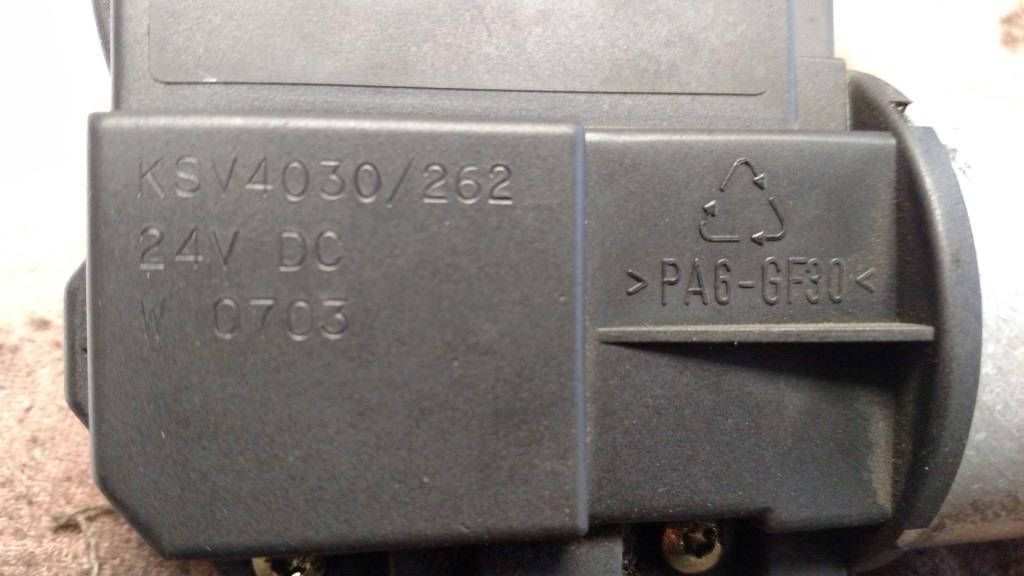 KSV4030/262
24V DC
W 0703
>PA6-GF30<